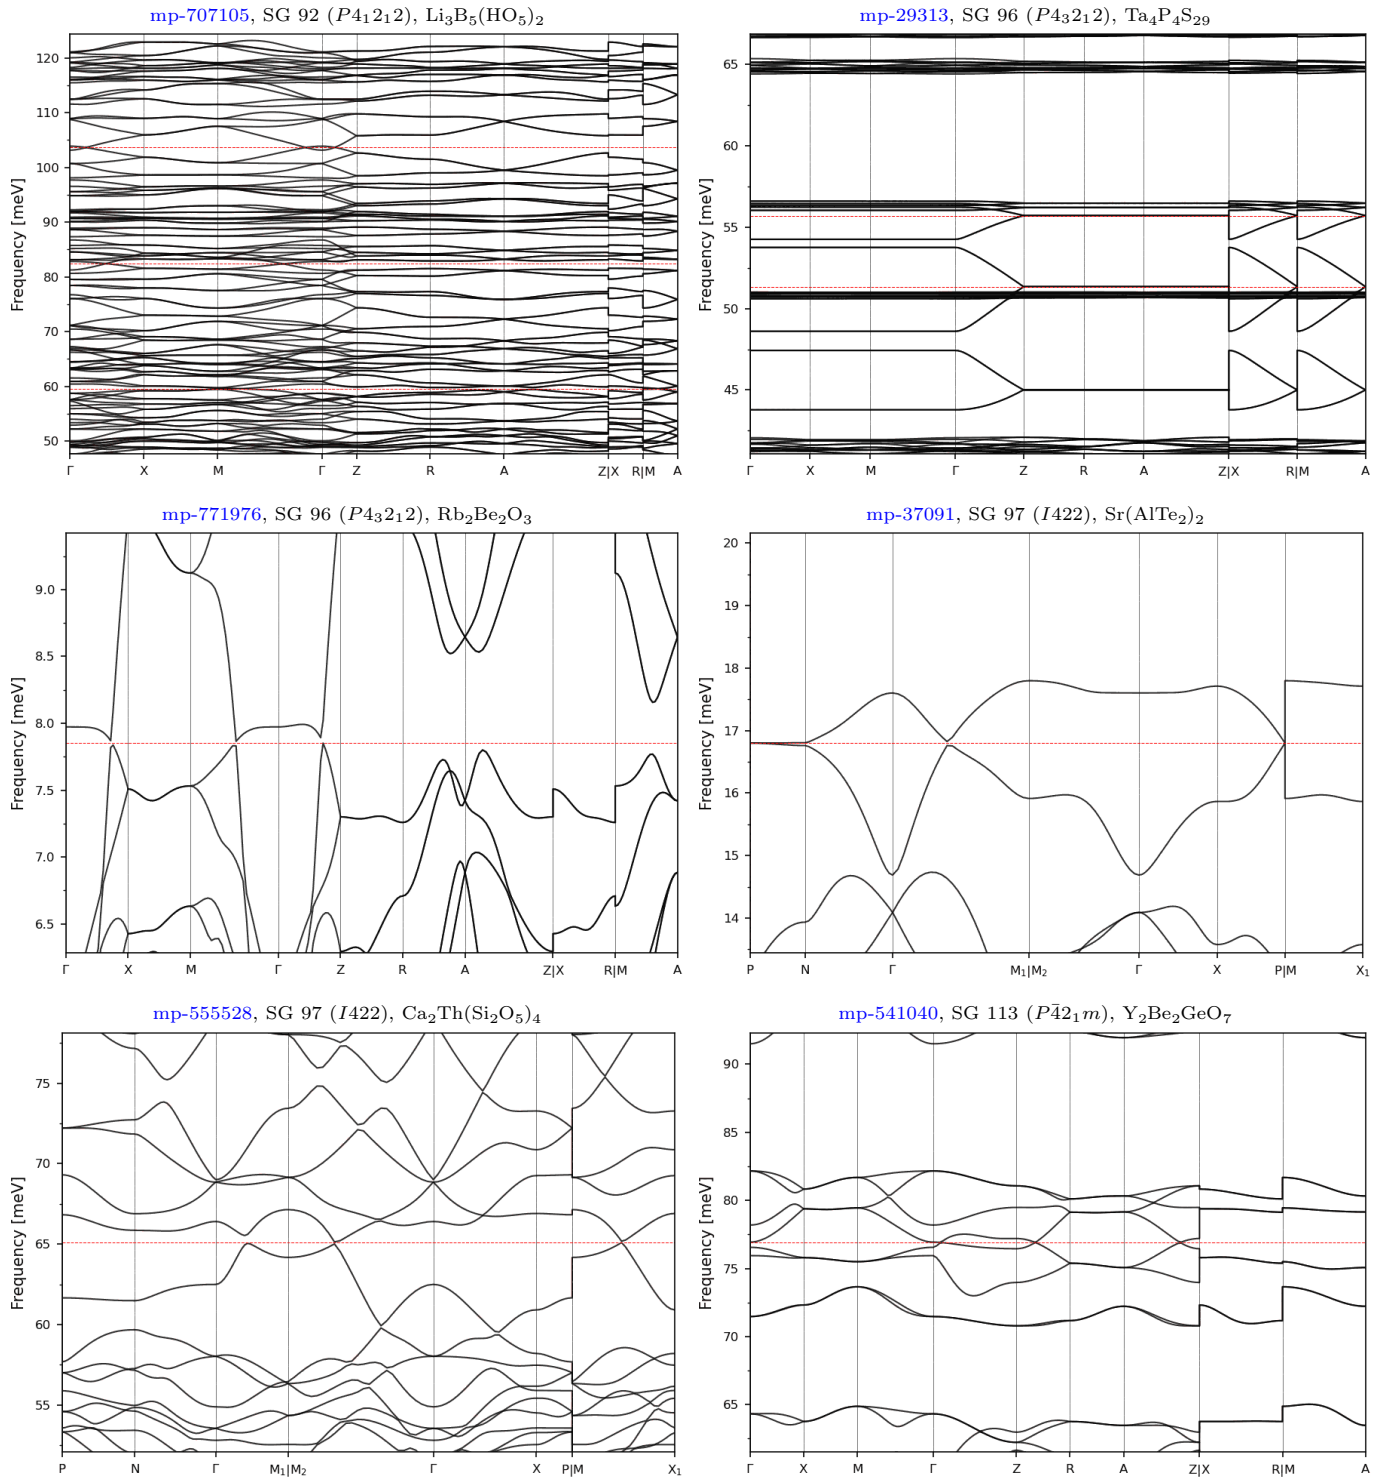 mp-707105, SG 92 (P4₁2₁2), Li₃B₅(HO₅)₂
Frequency [meV]
120
110
100
90
80
70
60
50
Γ X M Γ Z R A Z|X R|M A
mp-29313, SG 96 (P4₃2₁2), Ta₄P₄S₂₉
Frequency [meV]
65
60
55
50
45
Γ X M Γ Z R A Z|X R|M A
mp-771976, SG 96 (P4₃2₁2), Rb₂Be₂O₃
Frequency [meV]
9.0
8.5
8.0
7.5
7.0
6.5
Γ X M Γ Z R A Z|X R|M A
mp-37091, SG 97 (I422), Sr(AlTe₂)₂
Frequency [meV]
20
19
18
17
16
15
14
P N Γ M₁|M₂ Γ X P|M X₁
mp-555528, SG 97 (I422), Ca₂Th(Si₂O₅)₄
Frequency [meV]
75
70
65
60
55
P N Γ M₁|M₂ Γ X P|M X₁
mp-541040, SG 113 (P4̄2₁m), Y₂Be₂GeO₇
Frequency [meV]
90
85
80
75
70
65
Γ X M Γ Z R A Z|X R|M A